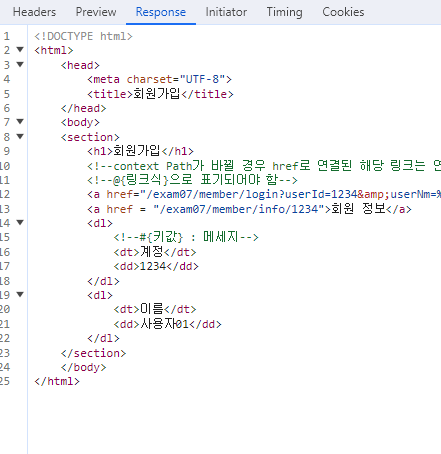 Headers Preview Response Initiator Timing Cookies
1 <!DOCTYPE html>
2 <html>
3 <head>
4 <meta charset="UTF-8">
5 <title>회원가입</title>
6 </head>
7 <body>
8 <section>
9 <h1>회원가입</h1>
10 <!--context Path가 바뀔 경우 href로 연결된 해당 링크는 연
11 <!--@{링크식}으로 표기되어야 함-->
12 <a href="/exam07/member/login?userId=1234&amp;userNm=%
13 <a href = "/exam07/member/info/1234">회원 정보</a>
14 <dl>
15 <!--#{키값} : 메세지-->
16 <dt>계정</dt>
17 <dd>1234</dd>
18 </dl>
19 <dl>
20 <dt>이름</dt>
21 <dd>사용자01</dd>
22 </dl>
23 </section>
24 </body>
25 </html>